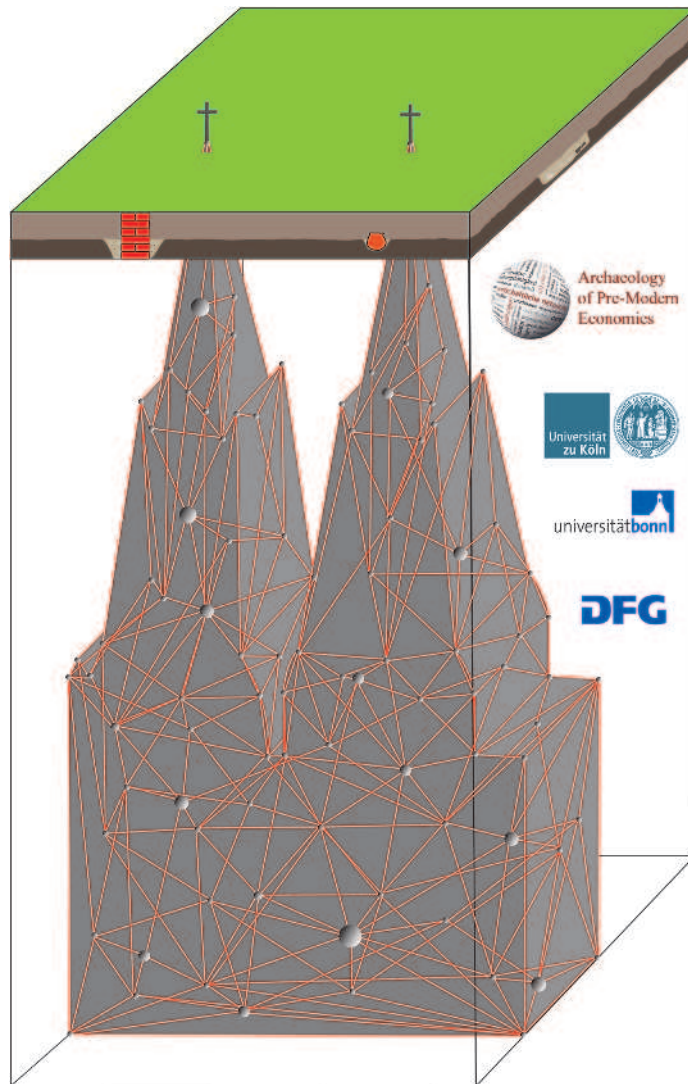 Archaeology
of Pre-Modern
Economics
Universität
zu Köln
universitätbonn
DFG